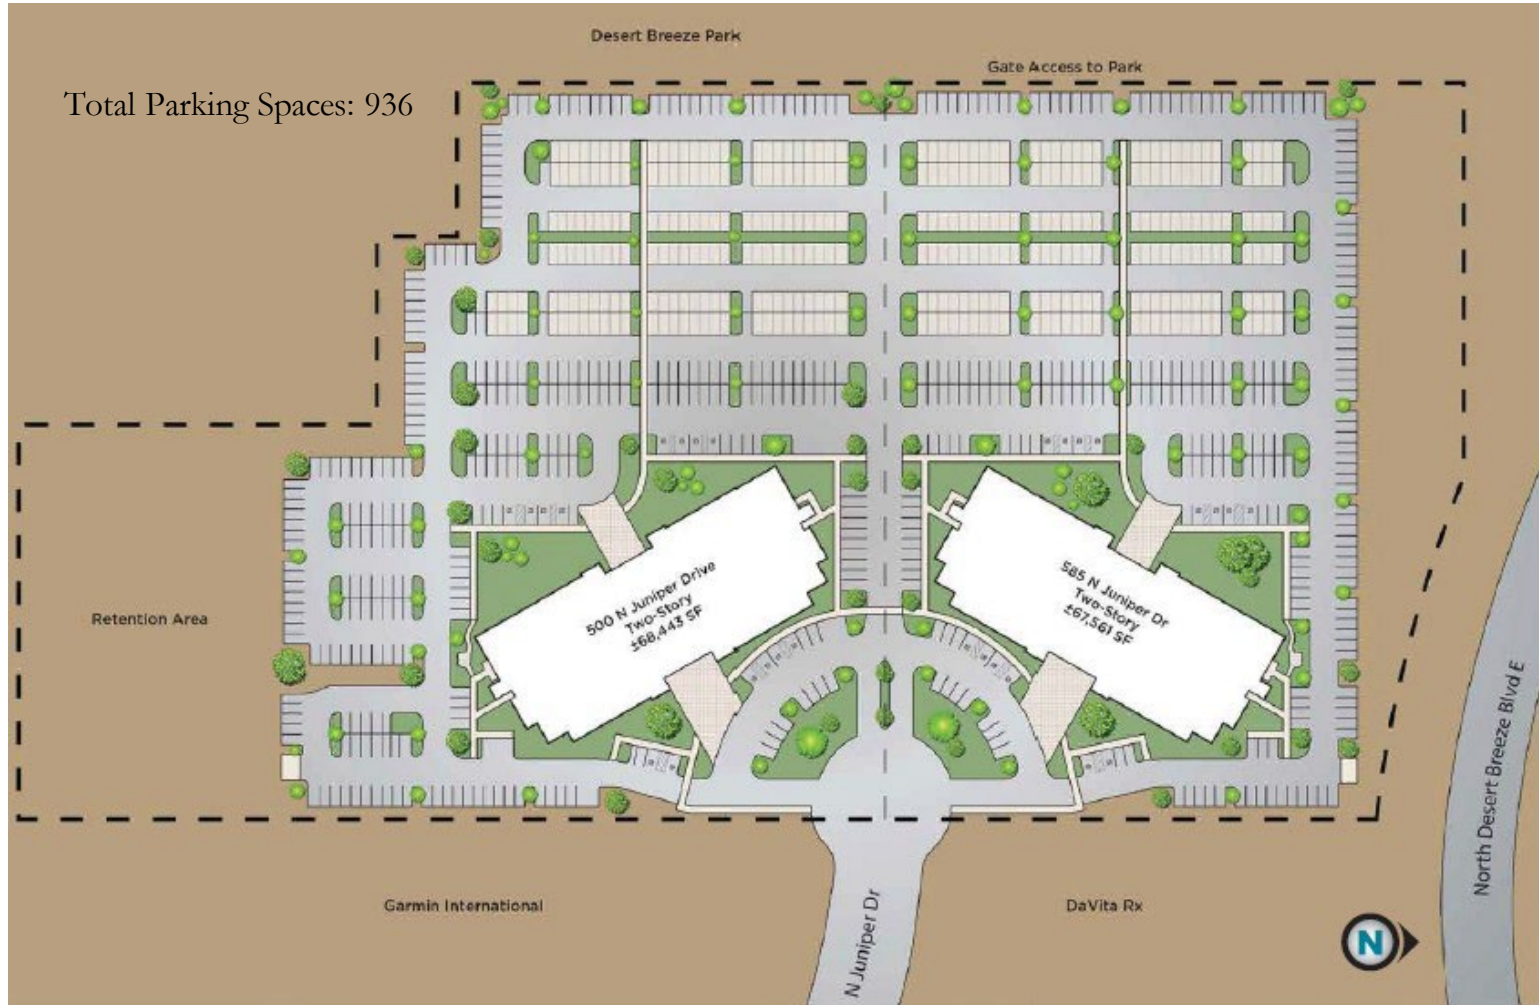 Desert Breeze Park
Gate Access to Park
Total Parking Spaces: 936
500 N Juniper Drive
Two-Story
±68,443 SF
585 N Juniper Dr
Two-Story
±67,561 SF
Retention Area
North Desert Breeze Blvd E
Garmin International
DaVita Rx
N Juniper Dr
N